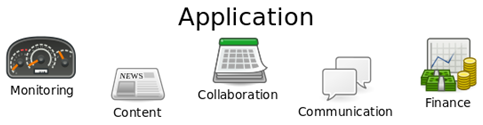 Application
NEWS
Monitoring
Content
Collaboration
Communication
Finance